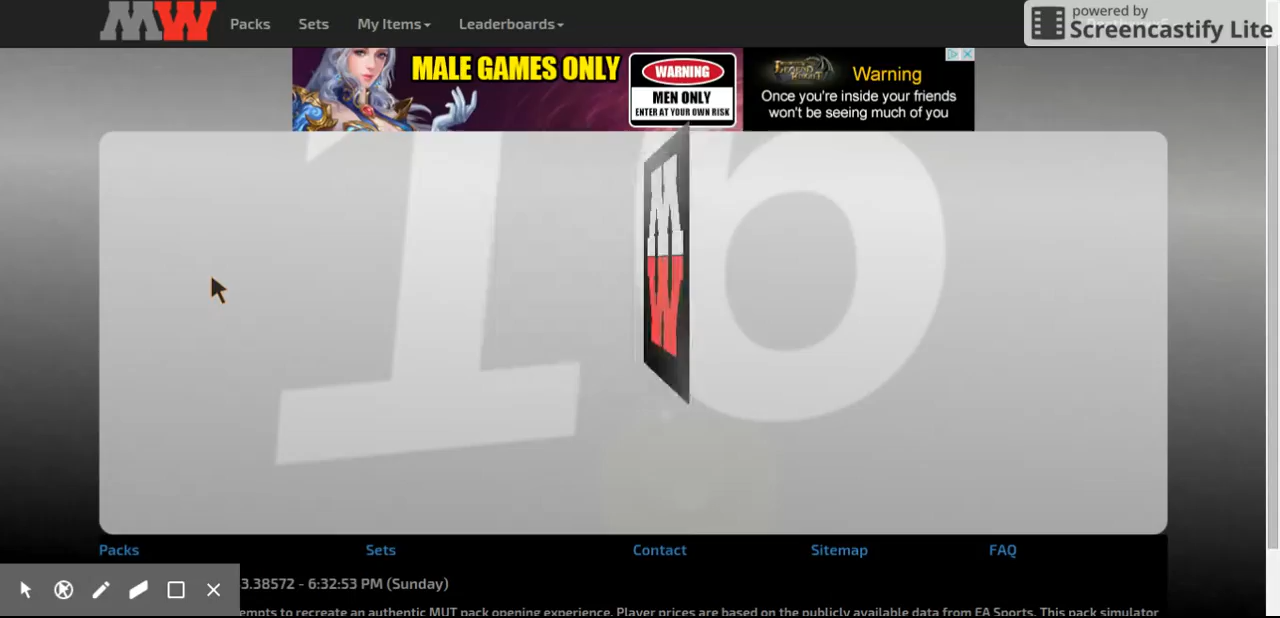 MW Packs Sets My Items Leaderboards
powered by
Screencastify Lite
MALE GAMES ONLY
WARNING
MEN ONLY
ENTER AT YOUR OWN RISK
Warning
Once you're inside your friends
won't be seeing much of you
16
MW
Packs Sets Contact Sitemap FAQ
3.38572 - 6:32:53 PM (Sunday)
empts to recreate an authentic MUT pack opening experience. Player prices are based on the publicly available data from EA Sports. This pack simulator